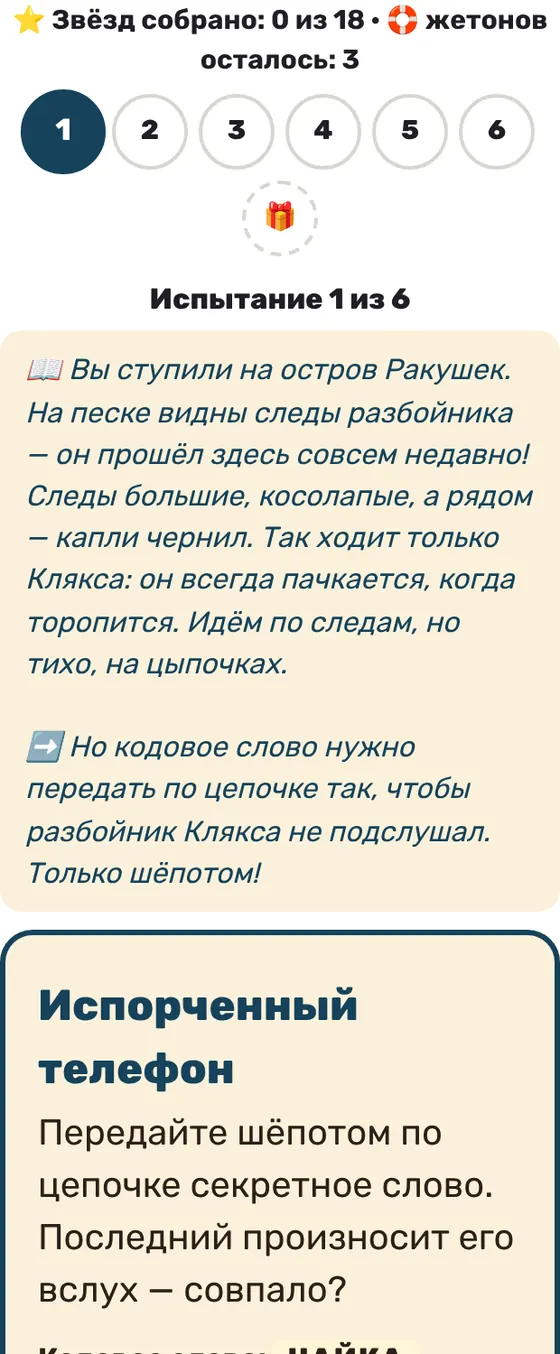 ⭐ Звёзд собрано: 0 из 18 • 🛟 жетонов
осталось: 3
1 2 3 4 5 6
🎁
Испытание 1 из 6
📖 Вы ступили на остров Ракушек.
На песке видны следы разбойника
— он прошёл здесь совсем недавно!
Следы большие, косолапые, а рядом
— капли чернил. Так ходит только
Клякса: он всегда пачкается, когда
торопится. Идём по следам, но
тихо, на цыпочках.
➡️ Но кодовое слово нужно
передать по цепочке так, чтобы
разбойник Клякса не подслушал.
Только шёпотом!
Испорченный
телефон
Передайте шёпотом по
цепочке секретное слово.
Последний произносит его
вслух — совпало?
Кодовое слово: ЧАЙКА